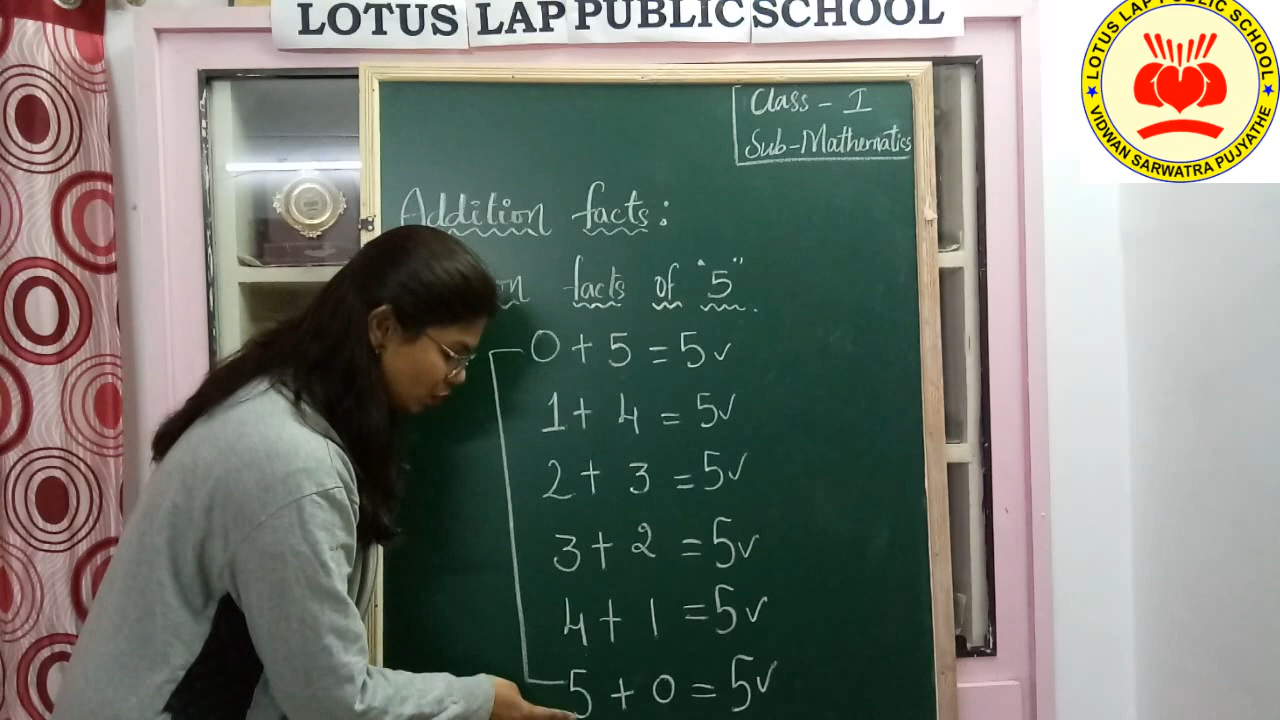 LOTUS LAP PUBLIC SCHOOL
LOTUS LAP PUBLIC SCHOOL
VIDWAN SARWATRA PUJYATHE
Class - I
Sub-Mathematics
Addition facts:
facts of "5".
0 + 5 = 5 ✓
1 + 4 = 5 ✓
2 + 3 = 5 ✓
3 + 2 = 5 ✓
4 + 1 = 5 ✓
5 + 0 = 5 ✓